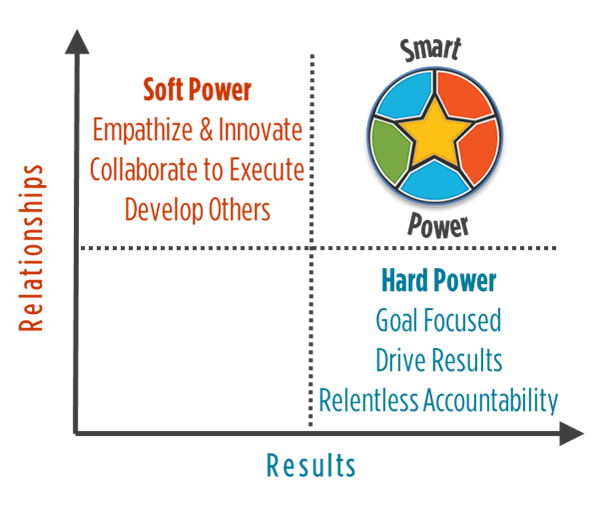 Smart
Power
Soft Power
Empathize & Innovate
Collaborate to Execute
Develop Others
Relationships
Hard Power
Goal Focused
Drive Results
Relentless Accountability
Results